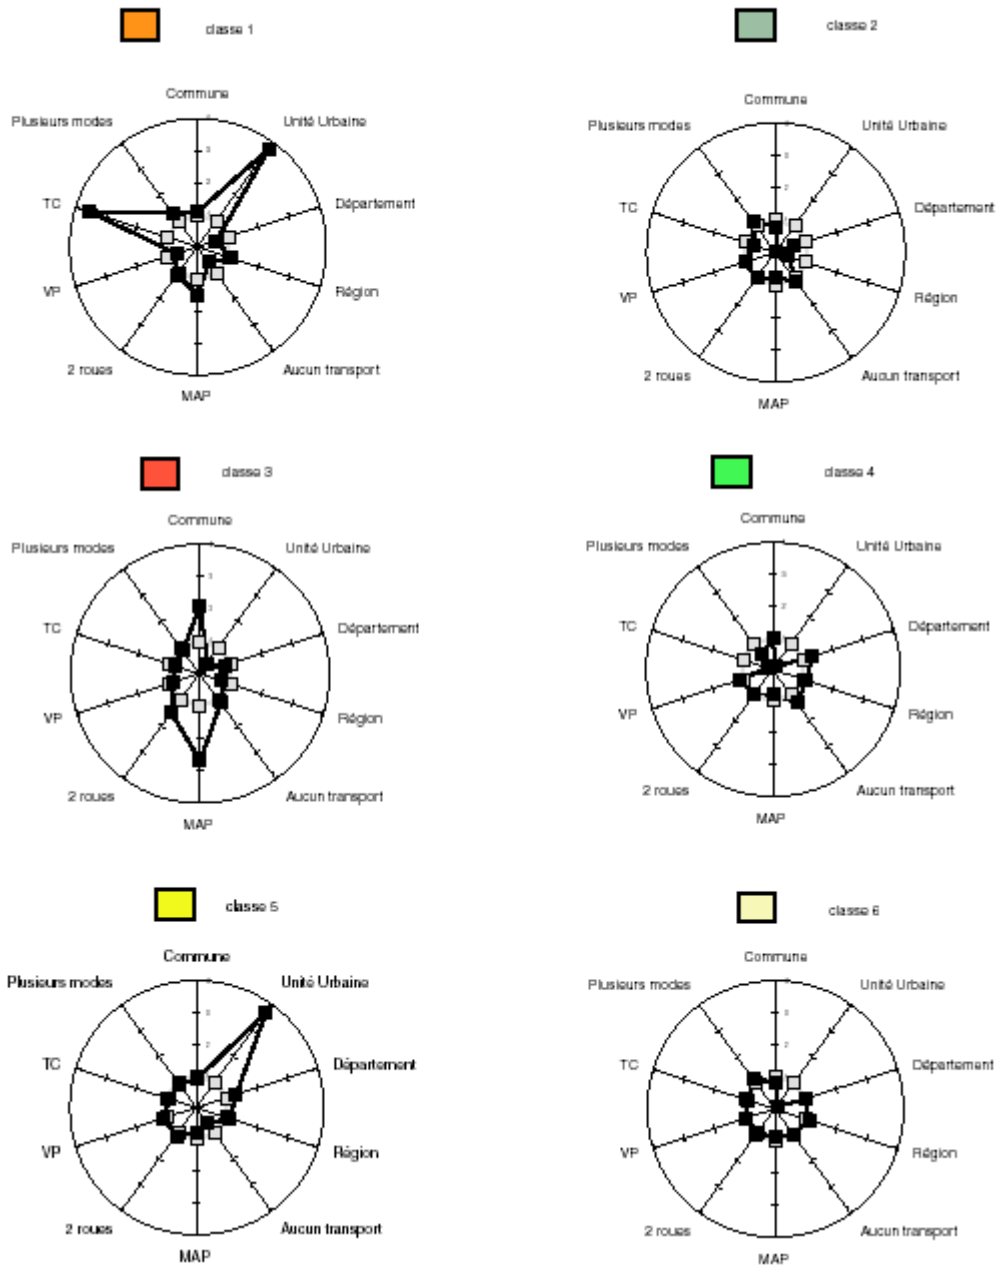 classe 1
Commune
Plusieurs modes
Unité Urbaine
TC
Département
VP
Région
2 roues
Aucun transport
MAP
classe 2
Commune
Plusieurs modes
Unité Urbaine
TC
Département
VP
Région
2 roues
Aucun transport
MAP
classe 3
Commune
Plusieurs modes
Unité Urbaine
TC
Département
VP
Région
2 roues
Aucun transport
MAP
classe 4
Commune
Plusieurs modes
Unité Urbaine
TC
Département
VP
Région
2 roues
Aucun transport
MAP
classe 5
Commune
Plusieurs modes
Unité Urbaine
TC
Département
VP
Région
2 roues
Aucun transport
MAP
classe 6
Commune
Plusieurs modes
Unité Urbaine
TC
Département
VP
Région
2 roues
Aucun transport
MAP